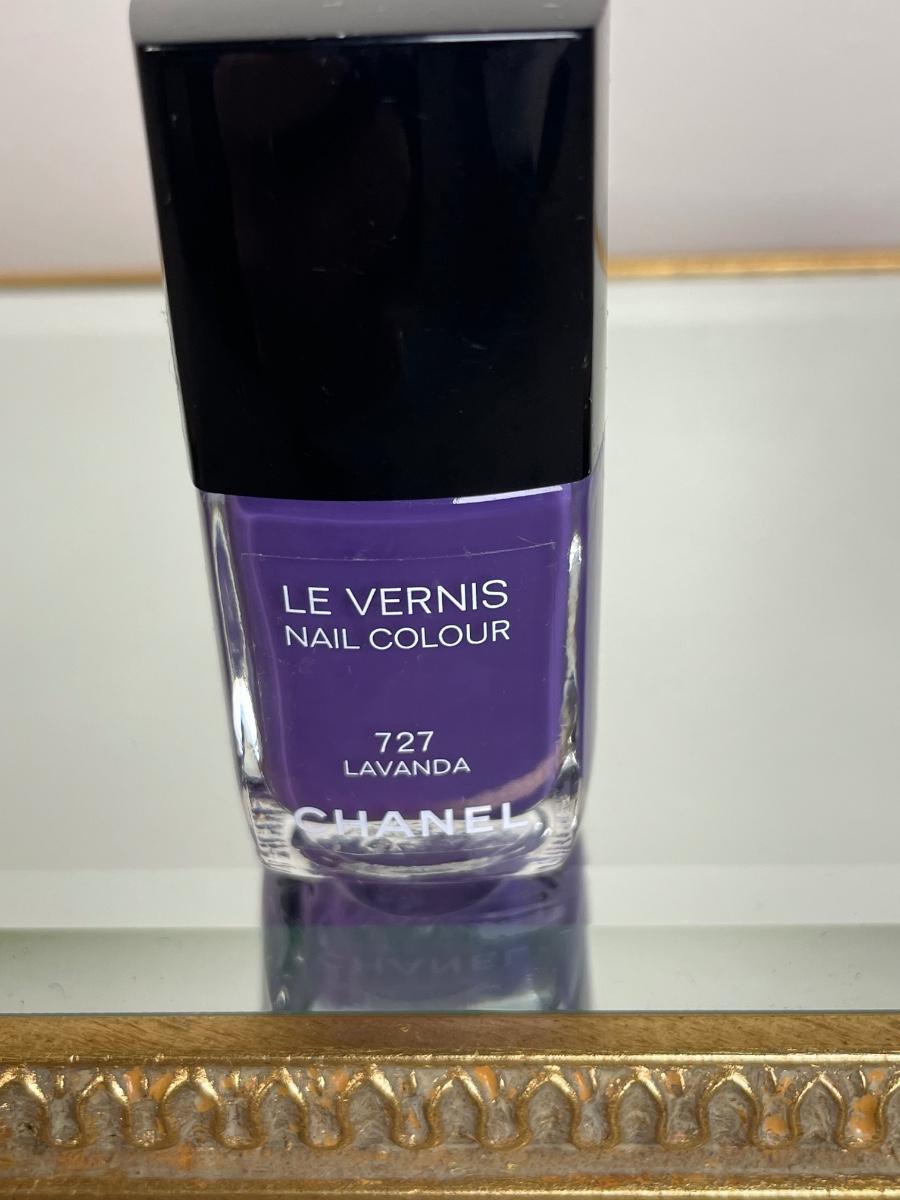 LE VERNIS
NAIL COLOUR
727
LAVANDA
CHANEL